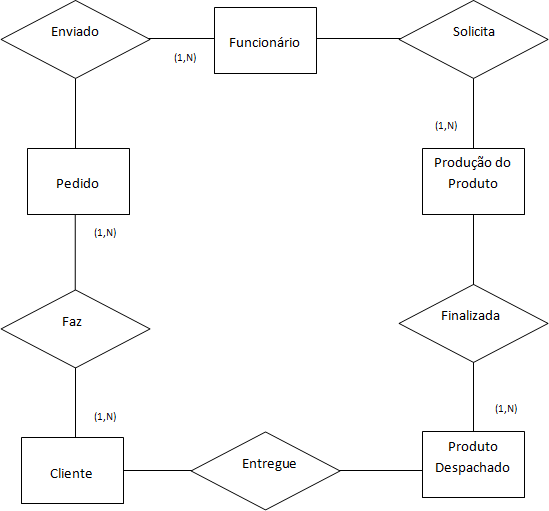 Enviado
Funcionário
Solicita
(1,N)
(1,N)
Pedido
Produção do
Produto
(1,N)
Faz
Finalizada
(1,N)
(1,N)
Cliente
Entregue
Produto
Despachado